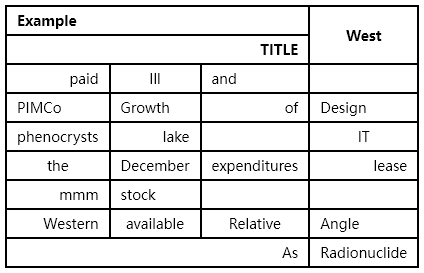 Example West
TITLE
paid III and
PIMCo Growth of Design
phenocrysts lake IT
the December expenditures lease
mmm stock
Western available Relative Angle
As Radionuclide